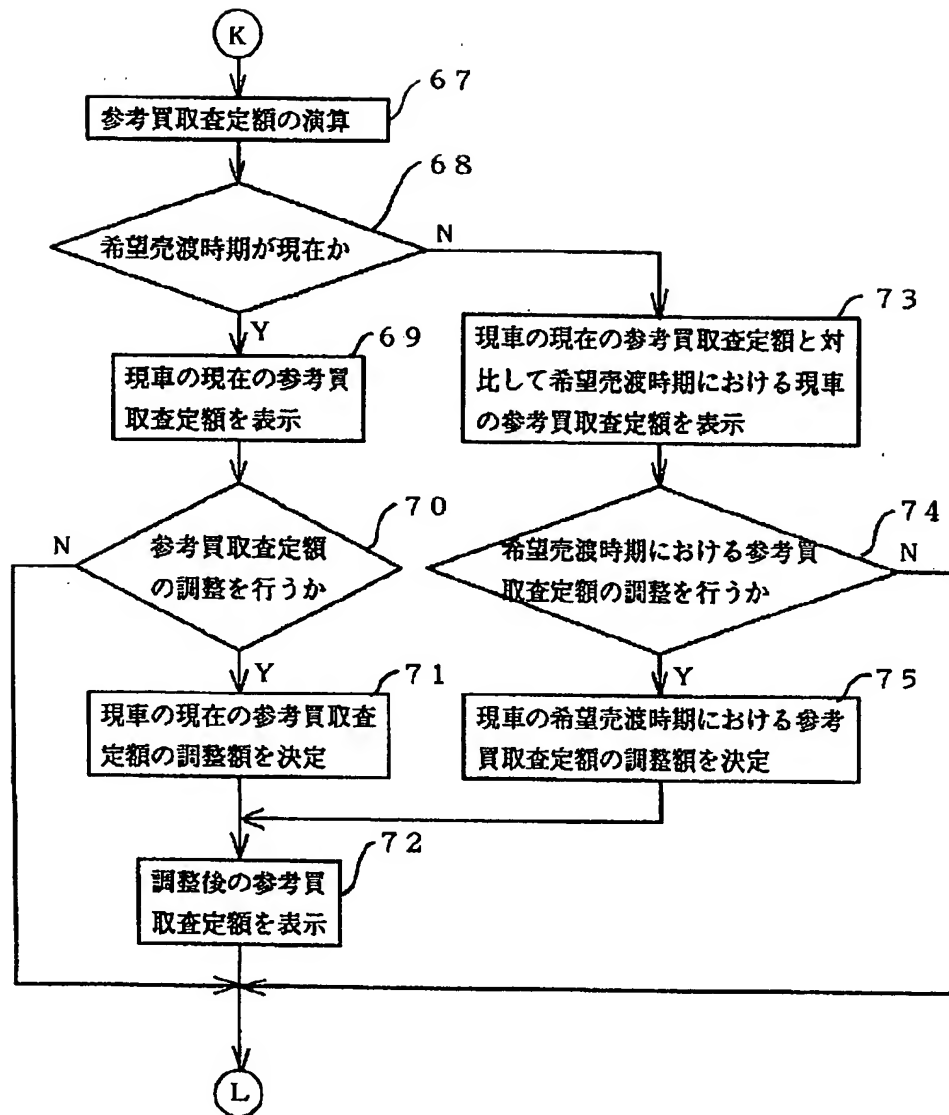 K
67
参考買取査定額の演算
68
希望売渡時期が現在か
N
Y
69
現車の現在の参考買
取査定額を表示
73
現車の現在の参考買取査定額と対
比して希望売渡時期における現車
の参考買取査定額を表示
70
N
参考買取査定額
の調整を行うか
Y
74
希望売渡時期における参考買
取査定額の調整を行うか
N
Y
71
現車の現在の参考買取査
定額の調整額を決定
75
現車の希望売渡時期における参考
買取査定額の調整額を決定
72
調整後の参考買
取査定額を表示
L